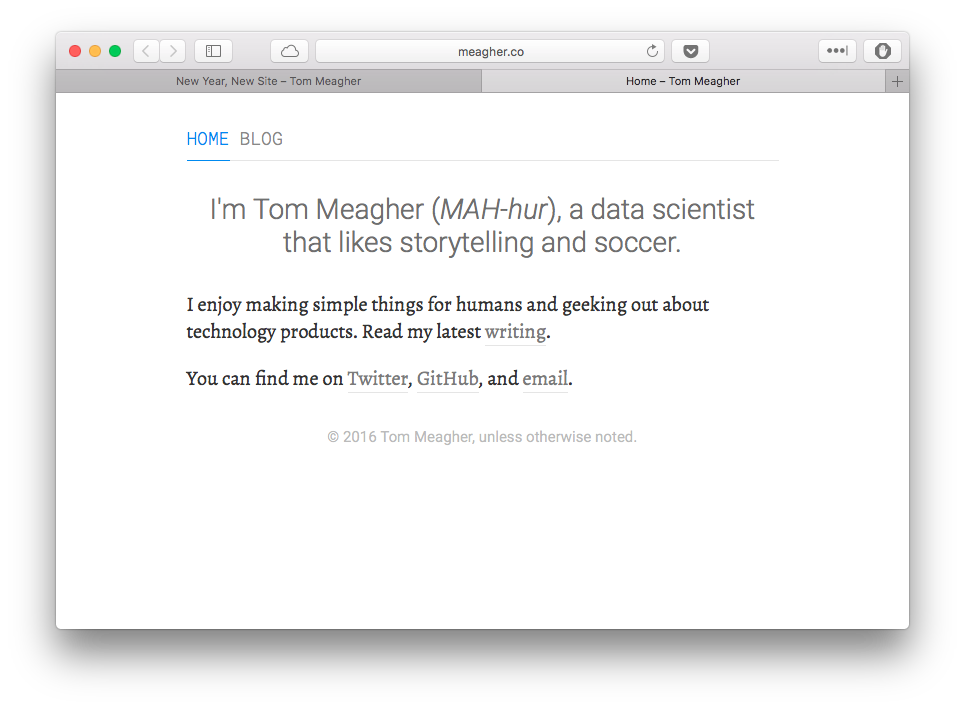 meagher.co
New Year, New Site – Tom Meagher
Home – Tom Meagher
HOME BLOG
I'm Tom Meagher (MAH-hur), a data scientist
that likes storytelling and soccer.
I enjoy making simple things for humans and geeking out about
technology products. Read my latest writing.
You can find me on Twitter, GitHub, and email.
© 2016 Tom Meagher, unless otherwise noted.